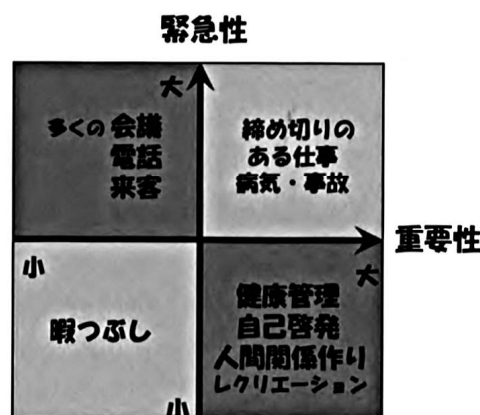 緊急性
大
多くの 会議
電話
来客
締め切りの
ある仕事
病気・事故
重要性
小
大
暇つぶし
健康管理
自己啓発
人間関係作り
レクリエーション
小